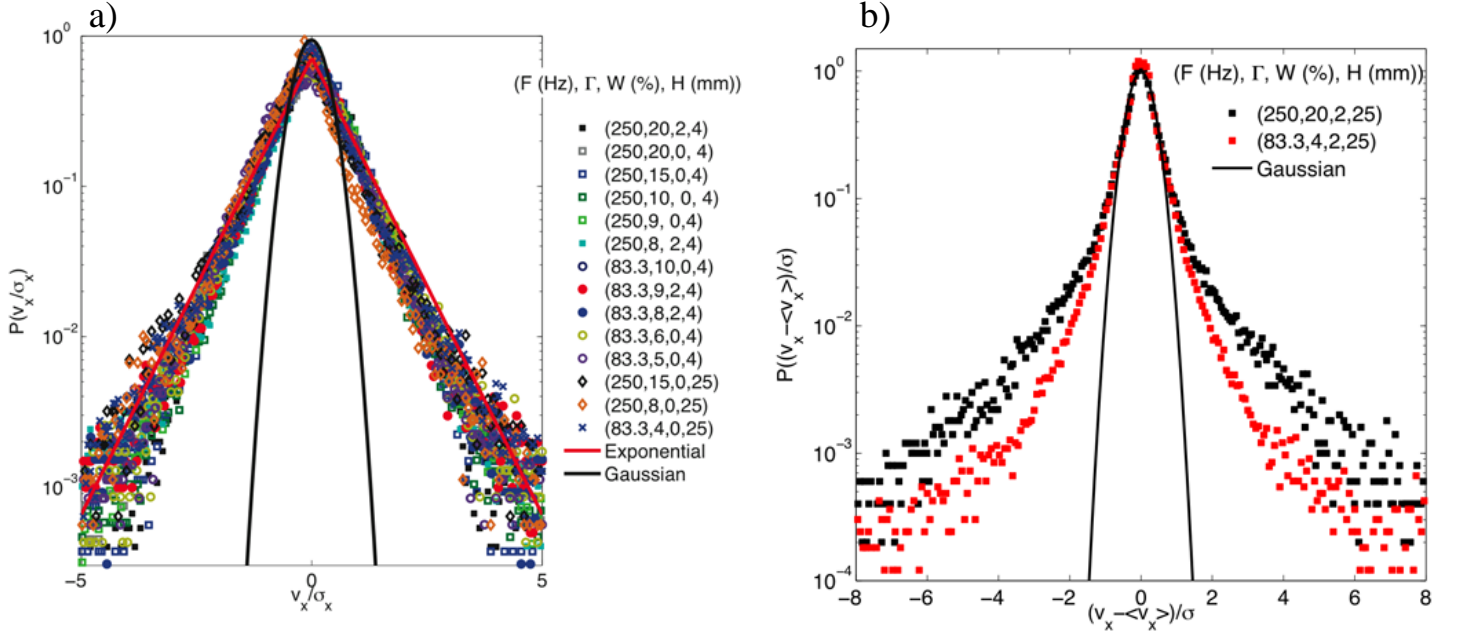 a)
10^0
10^-1
10^-2
10^-3
P(v_x/σ_x)
-5
0
5
v_x/σ_x
(F (Hz), Γ, W (%), H (mm))
(250,20,2,4)
(250,20,0, 4)
(250,15,0,4)
(250,10, 0, 4)
(250,9, 0,4)
(250,8, 2,4)
(83.3,10,0,4)
(83.3,9,2,4)
(83.3,8,2,4)
(83.3,6,0,4)
(83.3,5,0,4)
(250,15,0,25)
(250,8,0,25)
(83.3,4,0,25)
Exponential
Gaussian
b)
10^0
10^-1
10^-2
10^-3
10^-4
P((v_x-<v_x>)/σ)
-8 -6 -4 -2 0 2 4 6 8
(v_x-<v_x>)/σ
(F (Hz), Γ, W (%), H (mm))
(250,20,2,25)
(83.3,4,2,25)
Gaussian